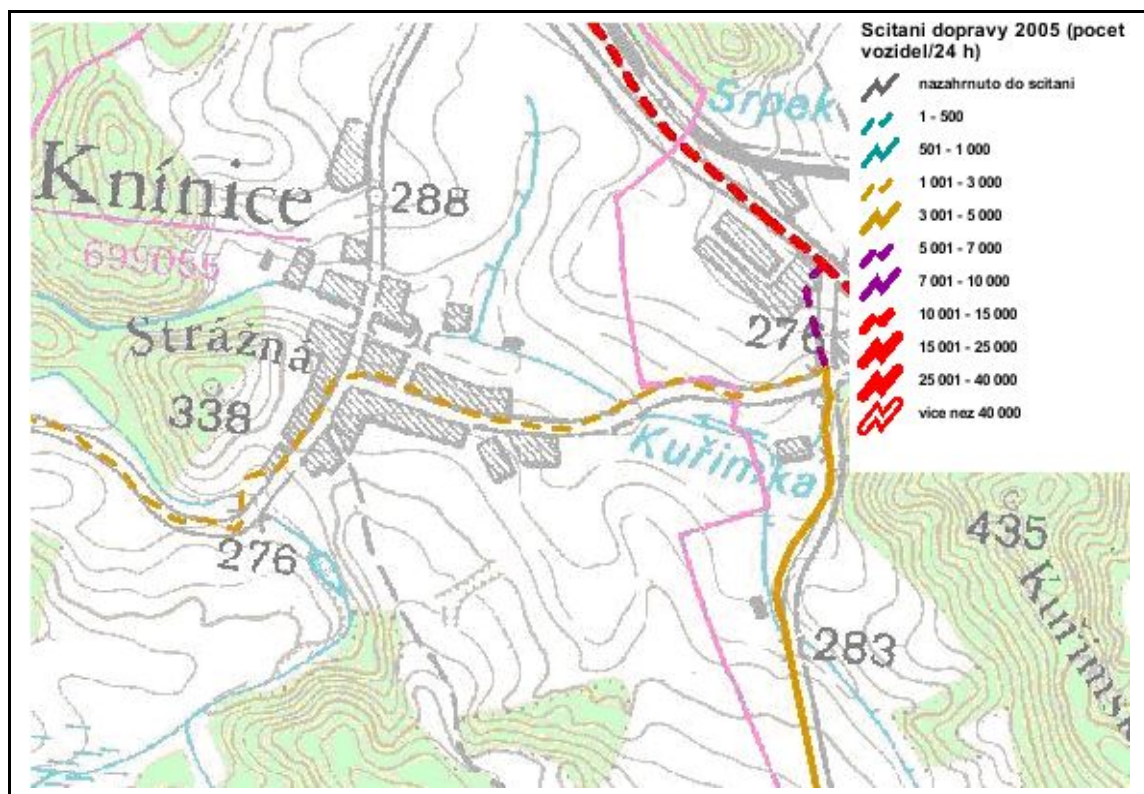 Scitani dopravy 2005 (pocet
vozidel/24 h)
nazahrnuto do scitani
1 - 500
501 - 1 000
1 001 - 3 000
3 001 - 5 000
5 001 - 7 000
7 001 - 10 000
10 001 - 15 000
15 001 - 25 000
25 001 - 40 000
vice nez 40 000
Srpek
Knínice
288
699055
Strážná
276
338
Kuřimka
276
435
283